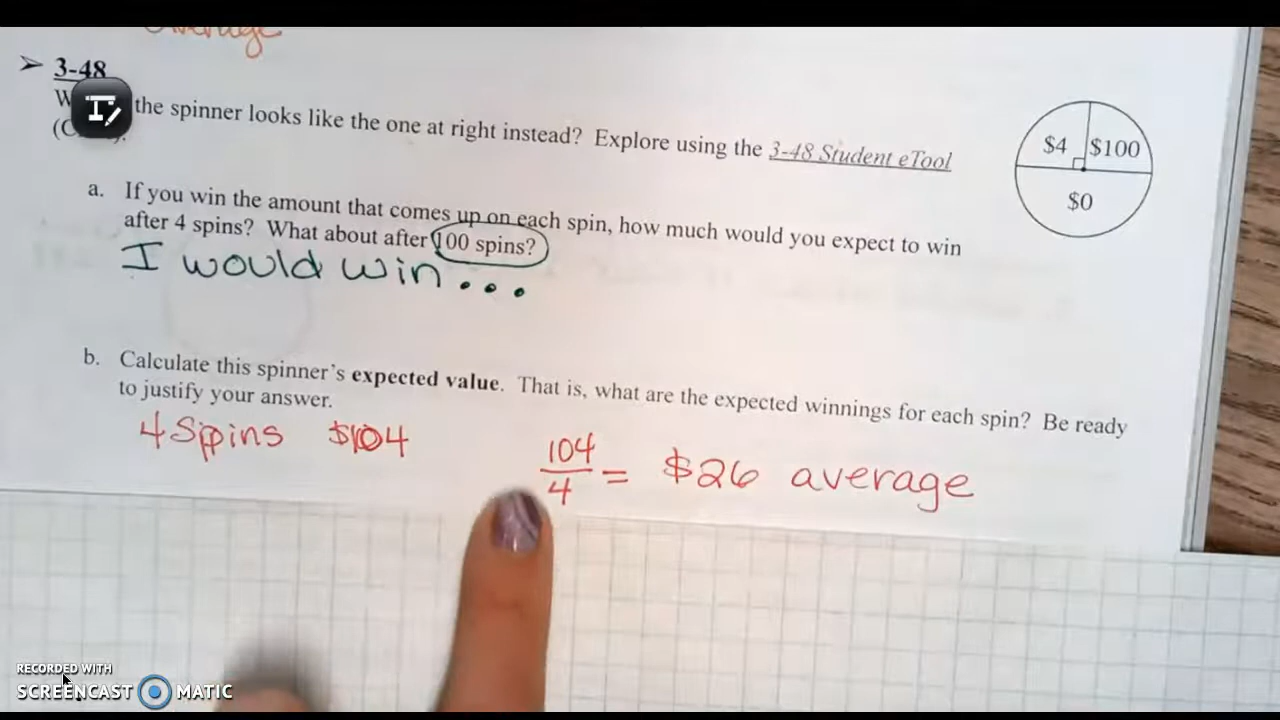 average
➢ 3-48
W the spinner looks like the one at right instead? Explore using the 3-48 Student eTool
(C ).
$4 $100
$0
a. If you win the amount that comes up on each spin, how much would you expect to win
after 4 spins? What about after 100 spins?
I would win...
b. Calculate this spinner's expected value. That is, what are the expected winnings for each spin? Be ready
to justify your answer.
4 Spins $104
104
4
= $26 average
RECORDED WITH
SCREENCAST MATIC